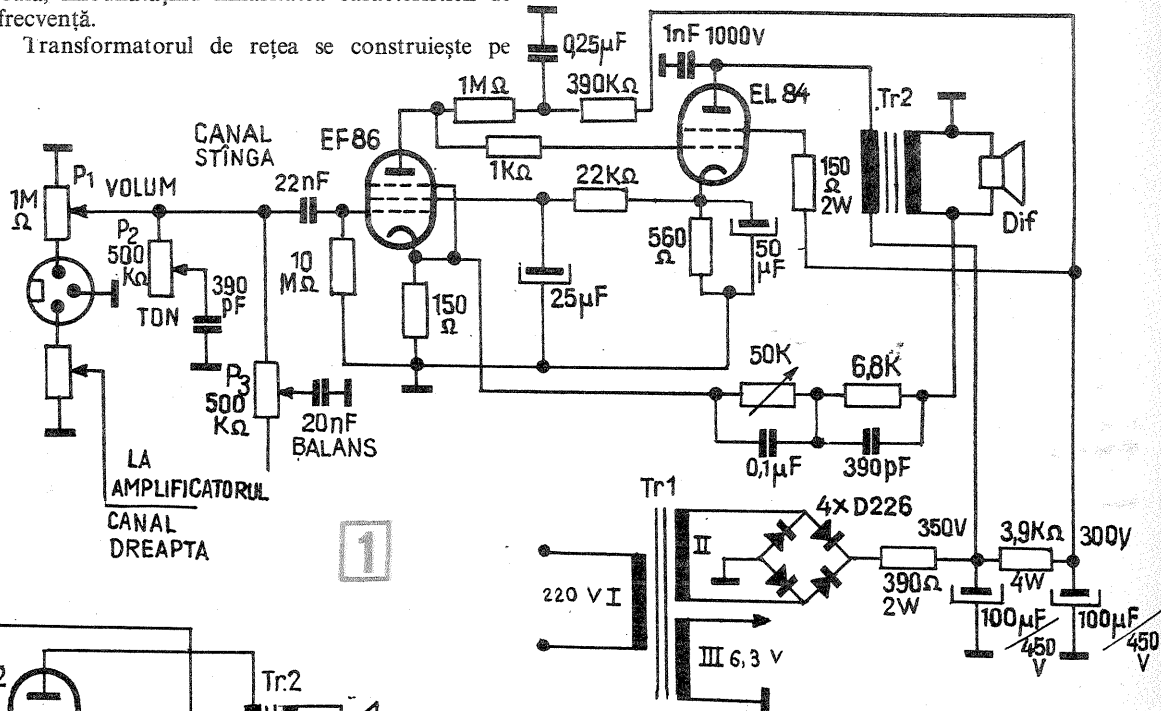 frecvență.
Transformatorul de rețea se construiește pe
0,25µF
1nF 1000V
1MΩ
390KΩ
EL 84
Tr2
CANAL
STÎNGA
EF86
1KΩ
P1
VOLUM
22nF
22KΩ
150
Ω
2W
1M
Ω
Dif
P2
500
KΩ
560
Ω
50
µF
10
MΩ
390
pF
TON
25µF
150
Ω
50K
6,8K
P3
500
KΩ
20nF
BALANS
0,1µF
390pF
LA
AMPLIFICATORUL
CANAL
DREAPTA
Tr1
4×D226
350V
3,9KΩ
300V
1
II
220 V I
390Ω
2W
4W
100µF
450
V
100µF
450
V
III 6,3 V
2
Tr.2